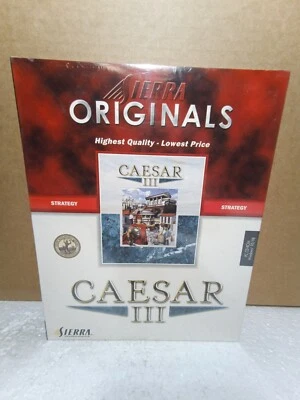 SIERRA
ORIGINALS
Highest Quality - Lowest Price
CAESAR
III
STRATEGY
STRATEGY
CAESAR
III
SIERRA